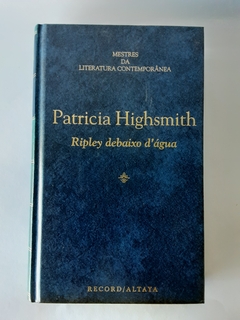 MESTRES
DA
LITERATURA CONTEMPORÂNEA
Patricia Highsmith
Ripley debaixo d'água
RECORD/ALTAYA